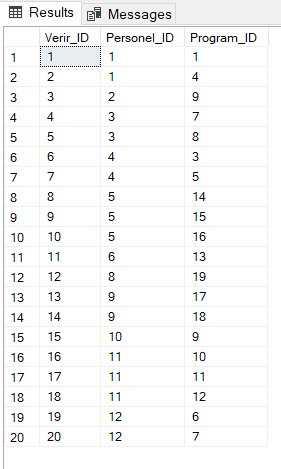 Results Messages
Verir_ID Personel_ID Program_ID
1 1 1 1
2 2 1 4
3 3 2 9
4 4 3 7
5 5 3 8
6 6 4 3
7 7 4 5
8 8 5 14
9 9 5 15
10 10 5 16
11 11 6 13
12 12 8 19
13 13 9 17
14 14 9 18
15 15 10 9
16 16 11 10
17 17 11 11
18 18 11 12
19 19 12 6
20 20 12 7